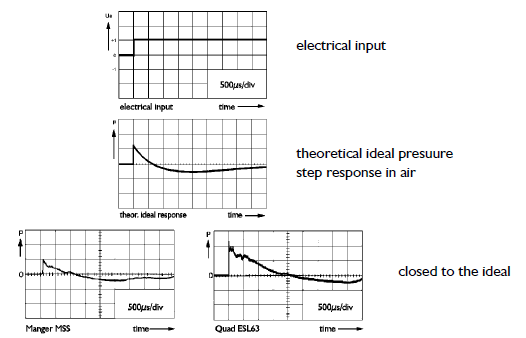 Ue
electrical input
+1
0
-1
500µs/div
electrical input time
P
theoretical ideal presuure
step response in air
theor. ideal response time
P P
0 0
closed to the ideal
500µs/div 500µs/div
Manger MSS time Quad ESL63 time